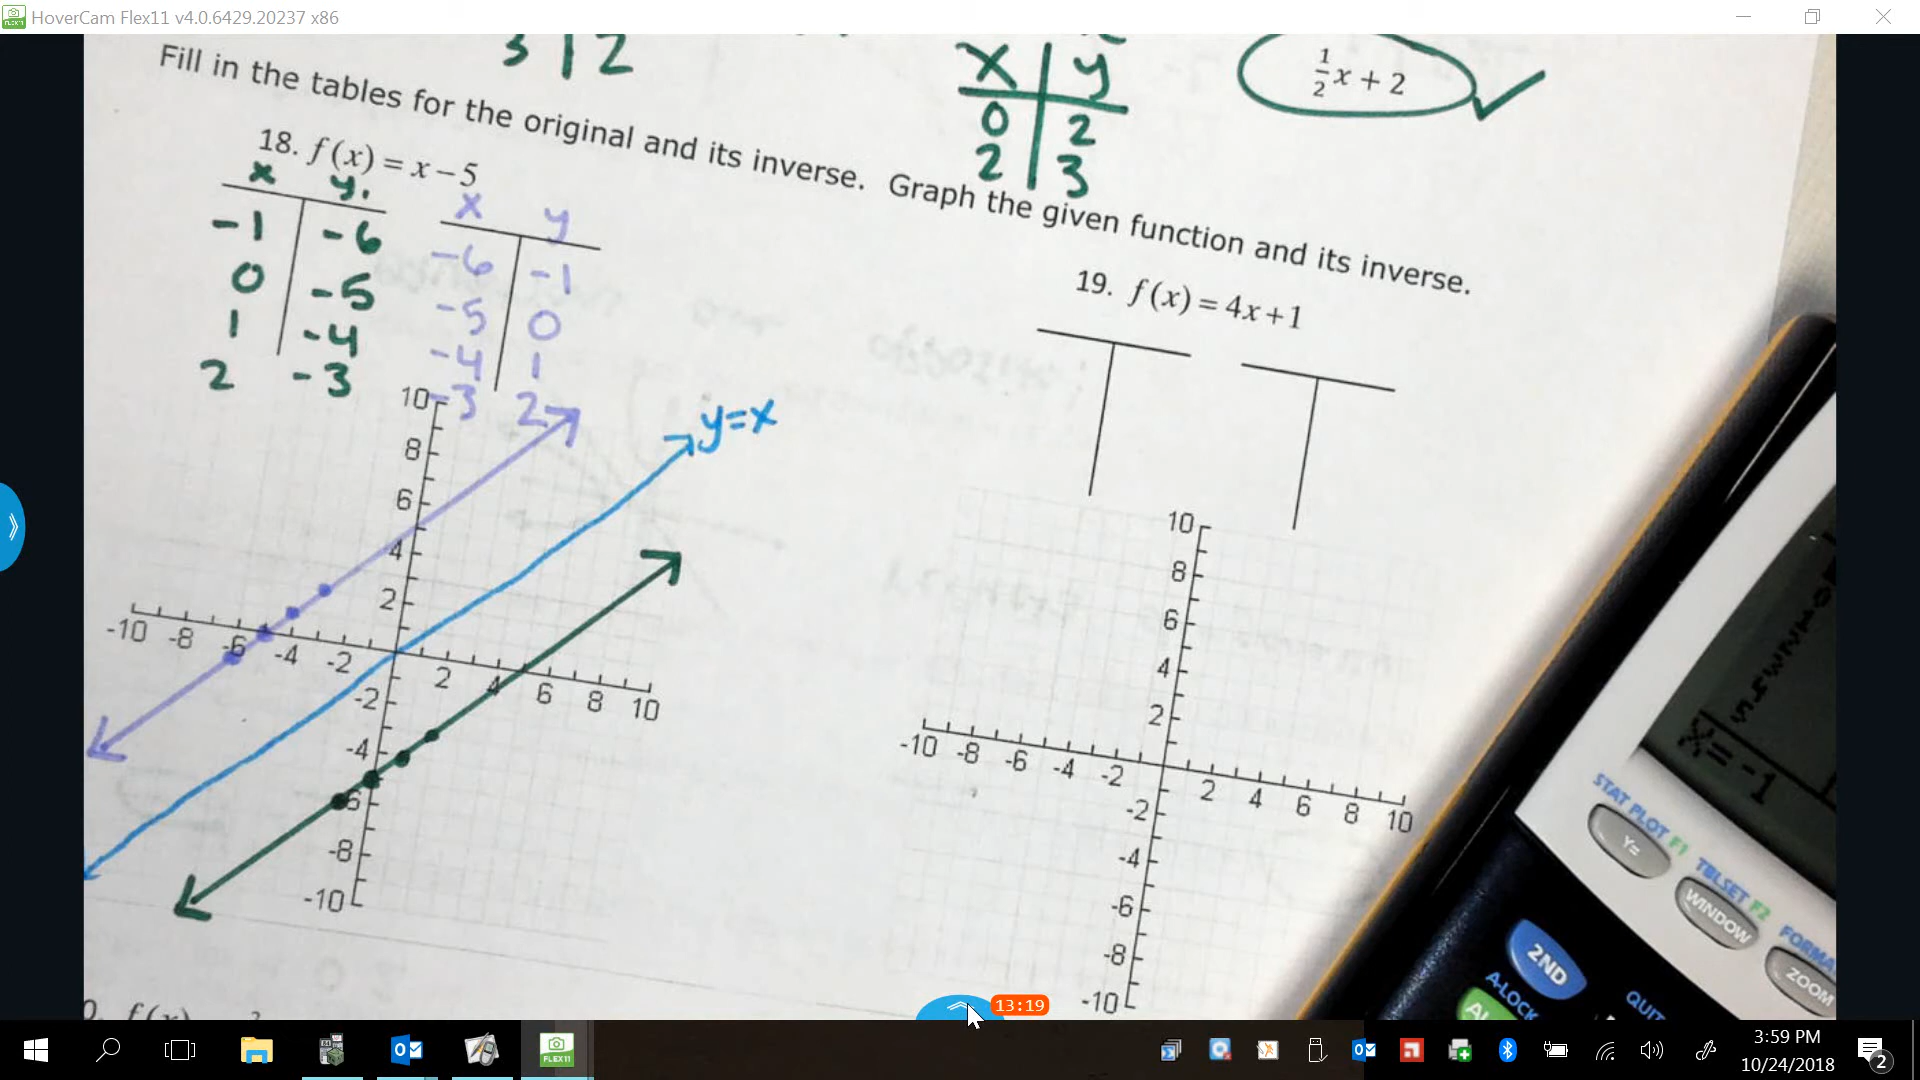 HoverCam Flex11 v4.0.6429.20237 x86
3 | 2
x | y
0 | 2
2 | 3
1/2 x + 2
Fill in the tables for the original and its inverse. Graph the given function and its inverse.
18. f(x) = x − 5
x y
-1 -6
0 -5
1 -4
2 -3
x y
-6 -1
-5 0
-4 1
-3 2
y=x
10
8
6
4
2
-10 -8 -6 -4 -2
2 4 6 8 10
-2
-4
-6
-8
-10
19. f(x) = 4x + 1
10
8
6
4
2
-10 -8 -6 -4 -2
2 4 6 8 10
-2
-4
-6
-8
-10
X=-1
STAT PLOT F1
Y=
TBLSET F2
WINDOW
ZOOM
2ND
A-LOCK
QUIT
f(x)
13:19
FLEX11
3:59 PM
10/24/2018
2